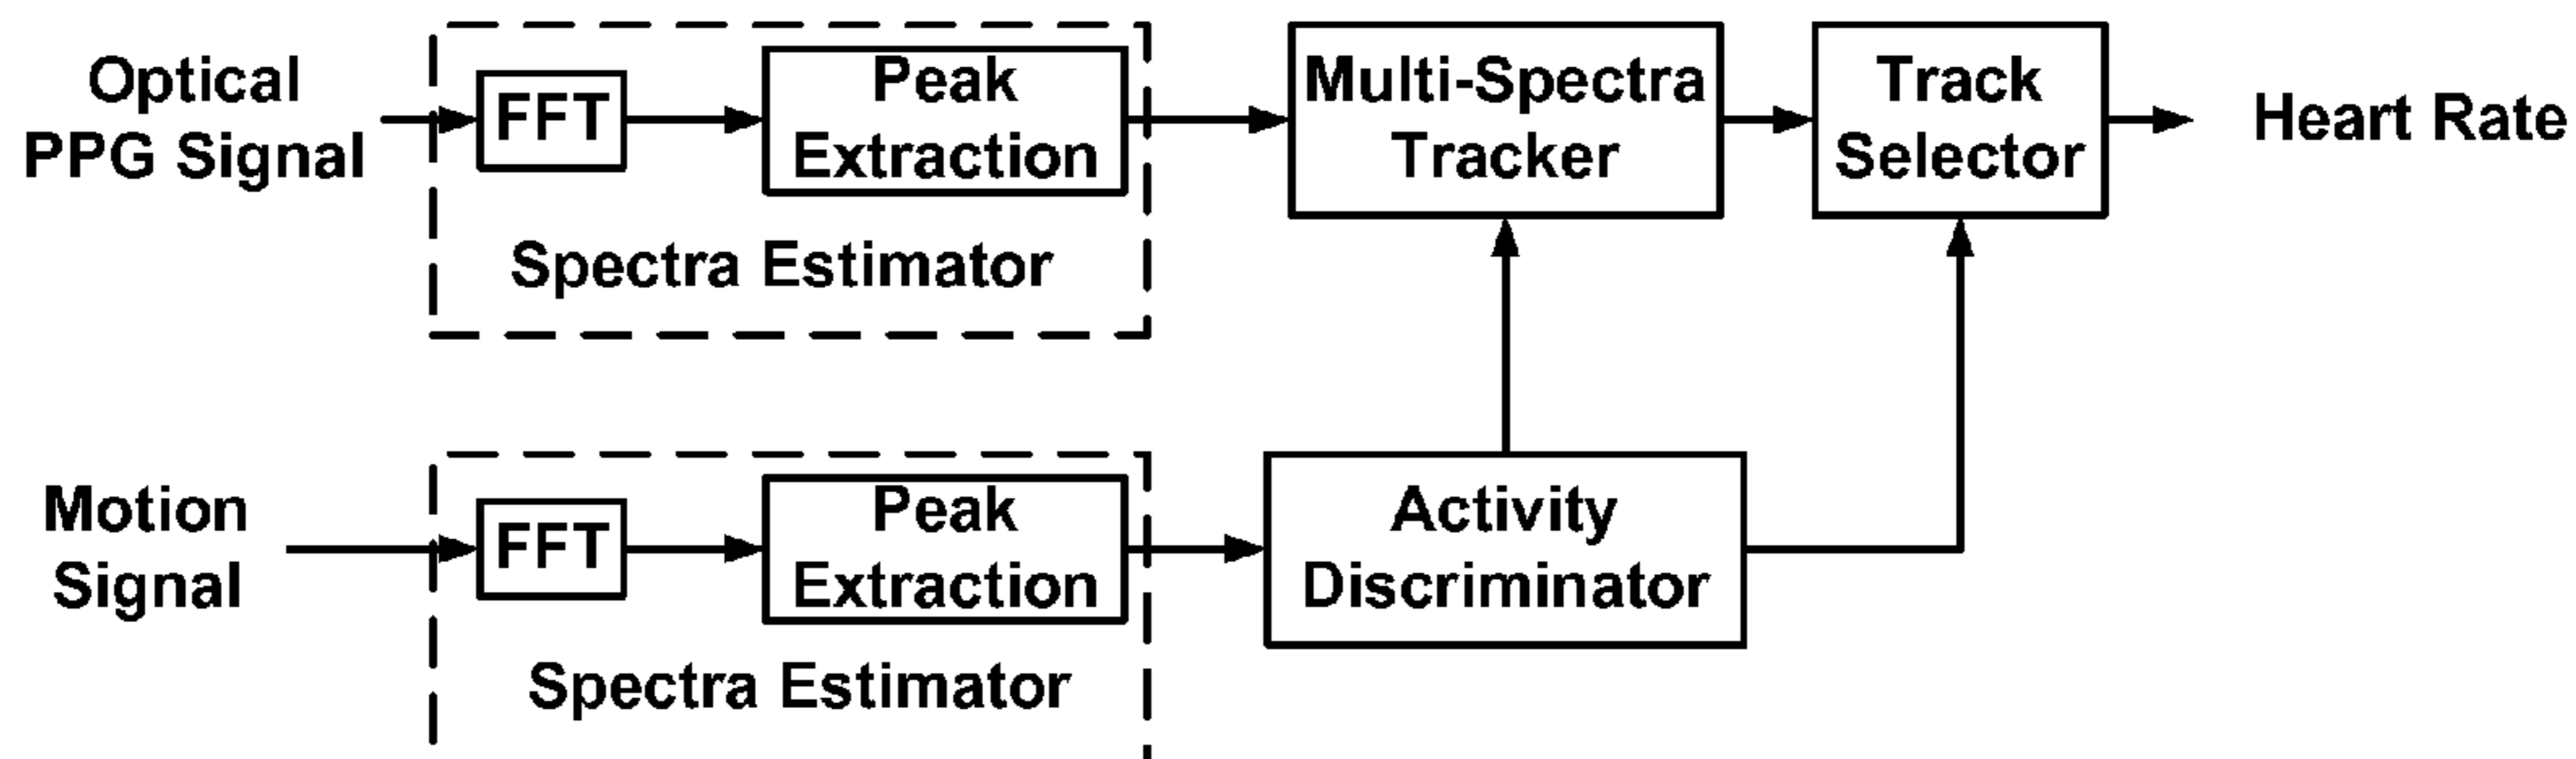 Optical
PPG Signal
FFT
Peak
Extraction
Spectra Estimator
Multi-Spectra
Tracker
Track
Selector
Heart Rate
Motion
Signal
FFT
Peak
Extraction
Spectra Estimator
Activity
Discriminator